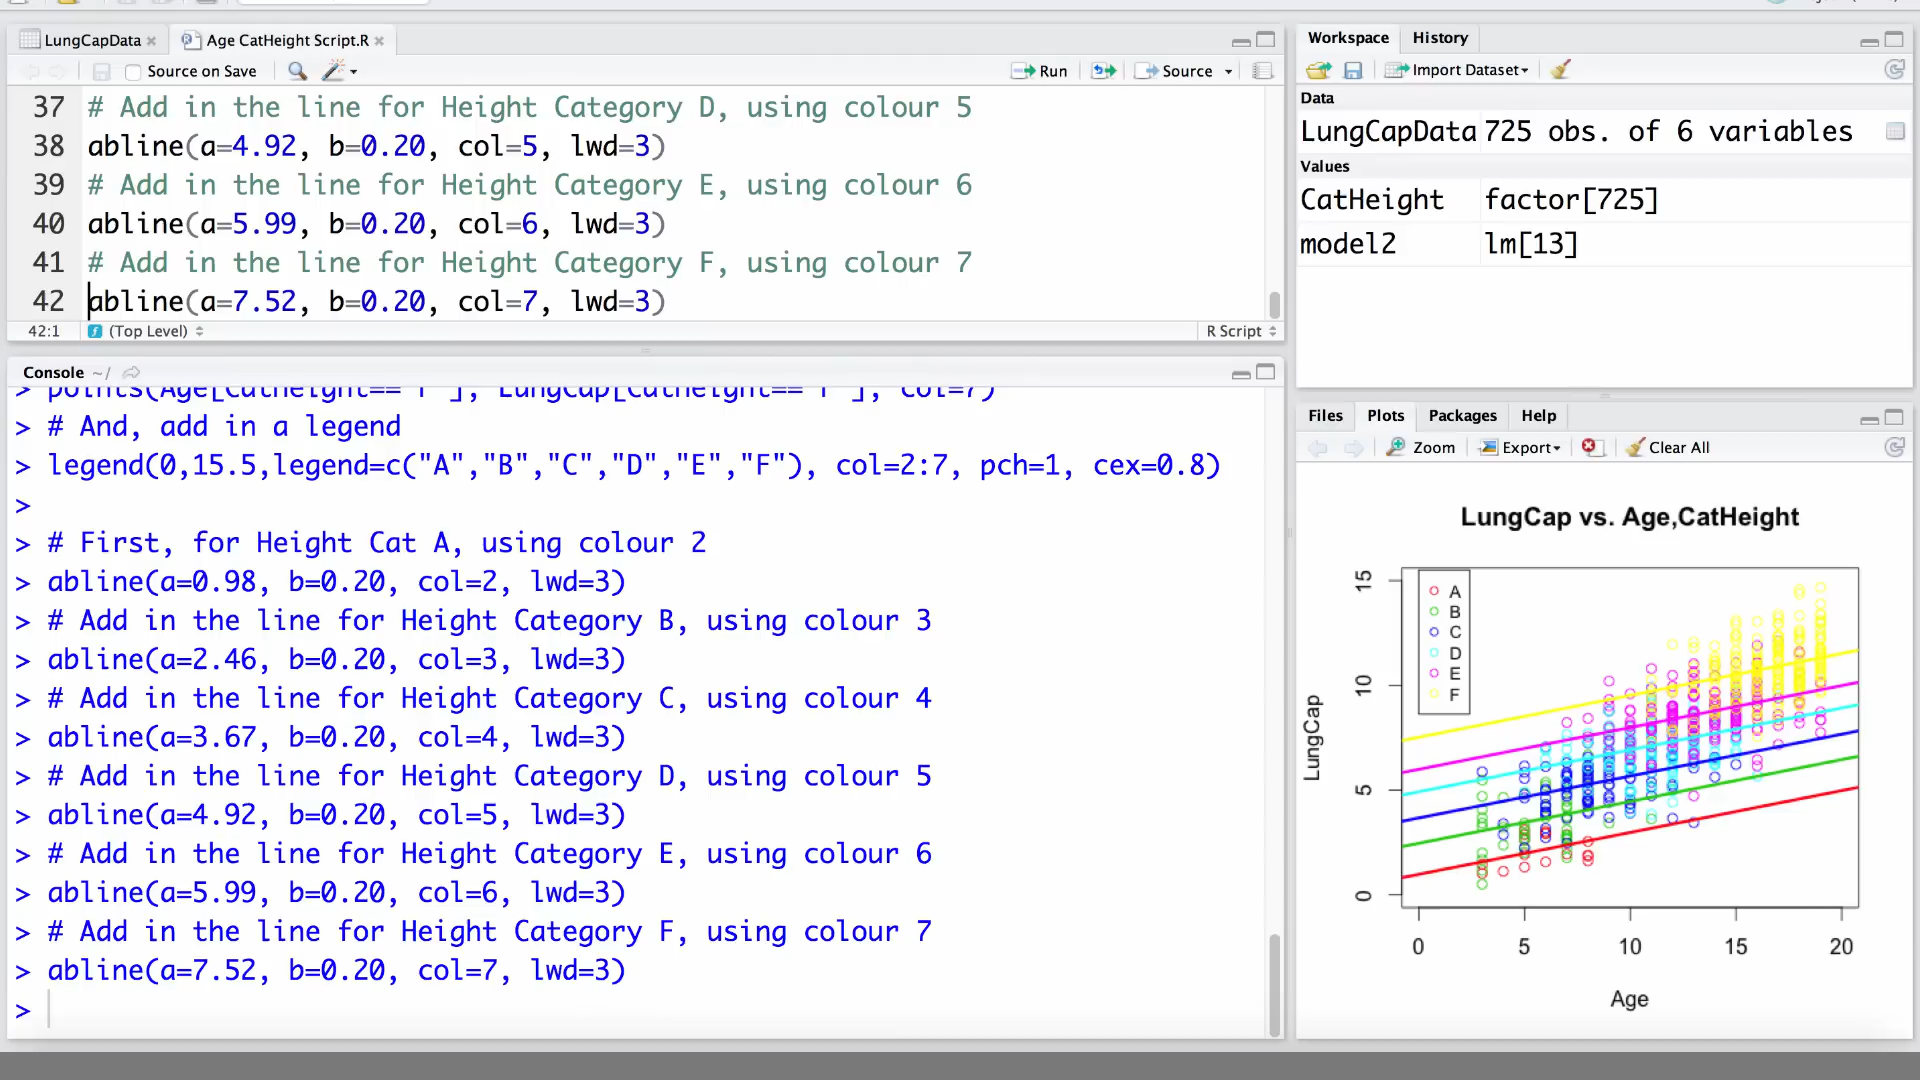 LungCapData
Age CatHeight Script.R
Source on Save
Run
Source
37 # Add in the line for Height Category D, using colour 5
38 abline(a=4.92, b=0.20, col=5, lwd=3)
39 # Add in the line for Height Category E, using colour 6
40 abline(a=5.99, b=0.20, col=6, lwd=3)
41 # Add in the line for Height Category F, using colour 7
42 abline(a=7.52, b=0.20, col=7, lwd=3)
42:1 (Top Level) R Script
Console ~/
> points(Age[CatHeight=="F"], LungCap[CatHeight=="F"], col=7)
> # And, add in a legend
> legend(0,15.5,legend=c("A","B","C","D","E","F"), col=2:7, pch=1, cex=0.8)
>
> # First, for Height Cat A, using colour 2
> abline(a=0.98, b=0.20, col=2, lwd=3)
> # Add in the line for Height Category B, using colour 3
> abline(a=2.46, b=0.20, col=3, lwd=3)
> # Add in the line for Height Category C, using colour 4
> abline(a=3.67, b=0.20, col=4, lwd=3)
> # Add in the line for Height Category D, using colour 5
> abline(a=4.92, b=0.20, col=5, lwd=3)
> # Add in the line for Height Category E, using colour 6
> abline(a=5.99, b=0.20, col=6, lwd=3)
> # Add in the line for Height Category F, using colour 7
> abline(a=7.52, b=0.20, col=7, lwd=3)
>
Workspace History
Import Dataset
Data
LungCapData 725 obs. of 6 variables
Values
CatHeight factor[725]
model2 lm[13]
Files Plots Packages Help
Zoom Export Clear All
LungCap vs. Age,CatHeight
A
B
C
D
E
F
15
10
5
0
LungCap
0 5 10 15 20
Age